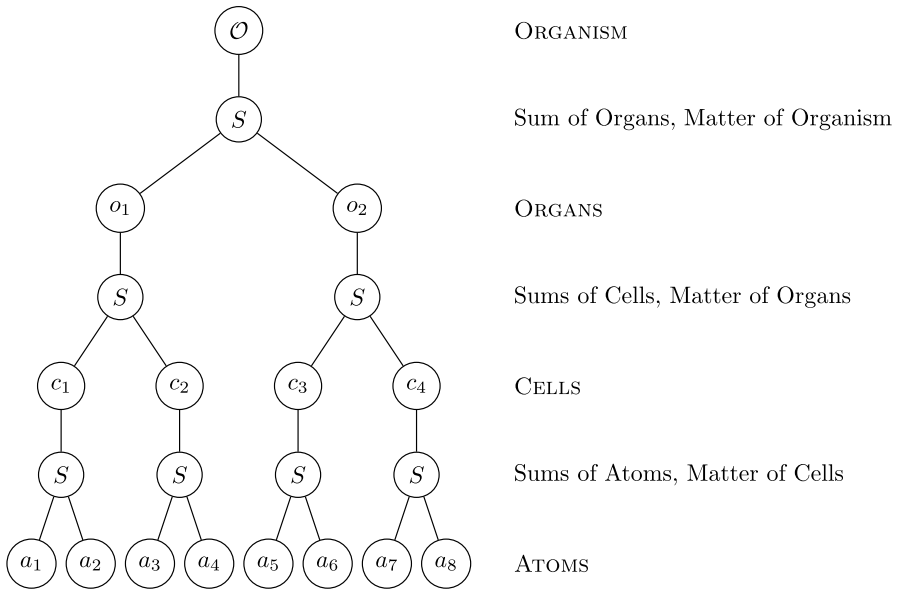 𝒪 ORGANISM
S Sum of Organs, Matter of Organism
o₁ o₂ ORGANS
S S Sums of Cells, Matter of Organs
c₁ c₂ c₃ c₄ CELLS
S S S S Sums of Atoms, Matter of Cells
a₁ a₂ a₃ a₄ a₅ a₆ a₇ a₈ ATOMS